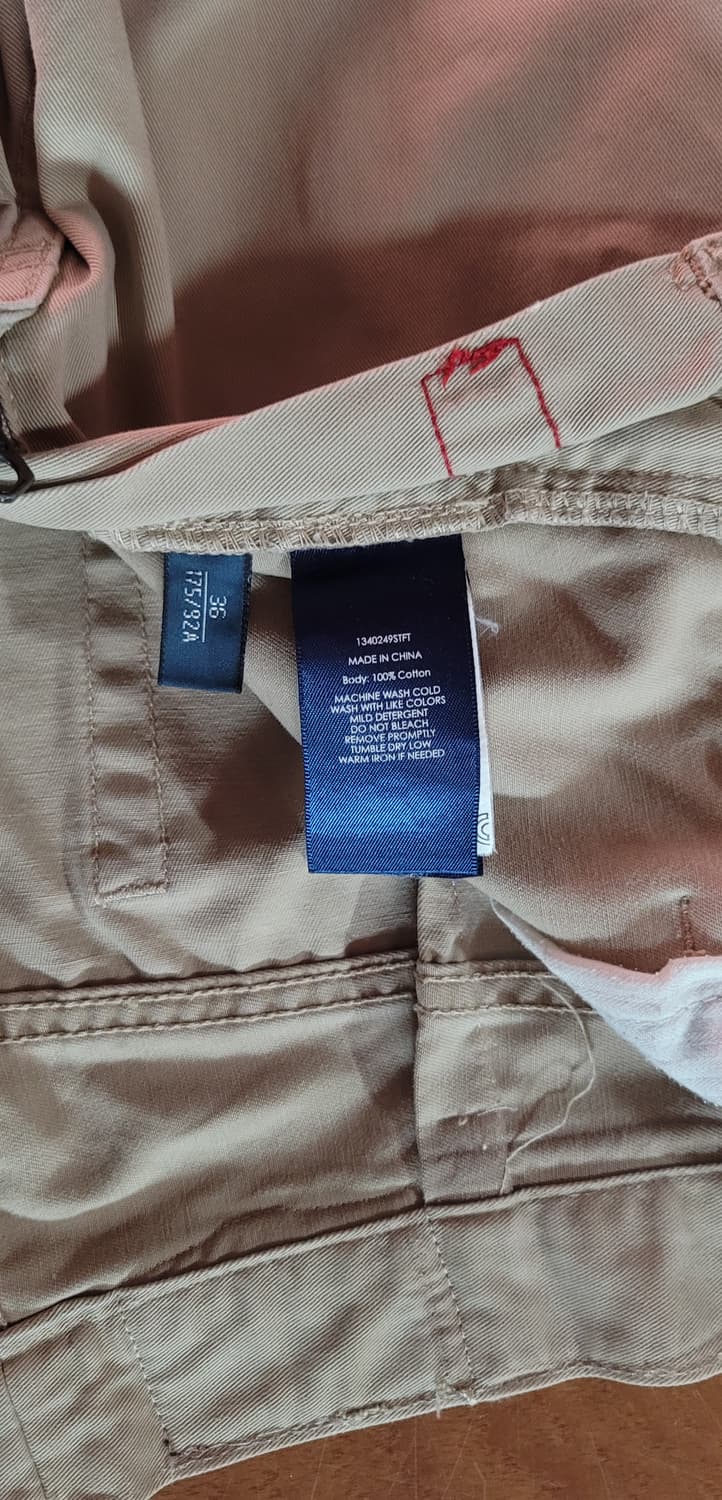 36
175/92A
1340249STFT
MADE IN CHINA
Body: 100% Cotton
MACHINE WASH COLD
WASH WITH LIKE COLORS
MILD DETERGENT
DO NOT BLEACH
REMOVE PROMPTLY
TUMBLE DRY LOW
WARM IRON IF NEEDED